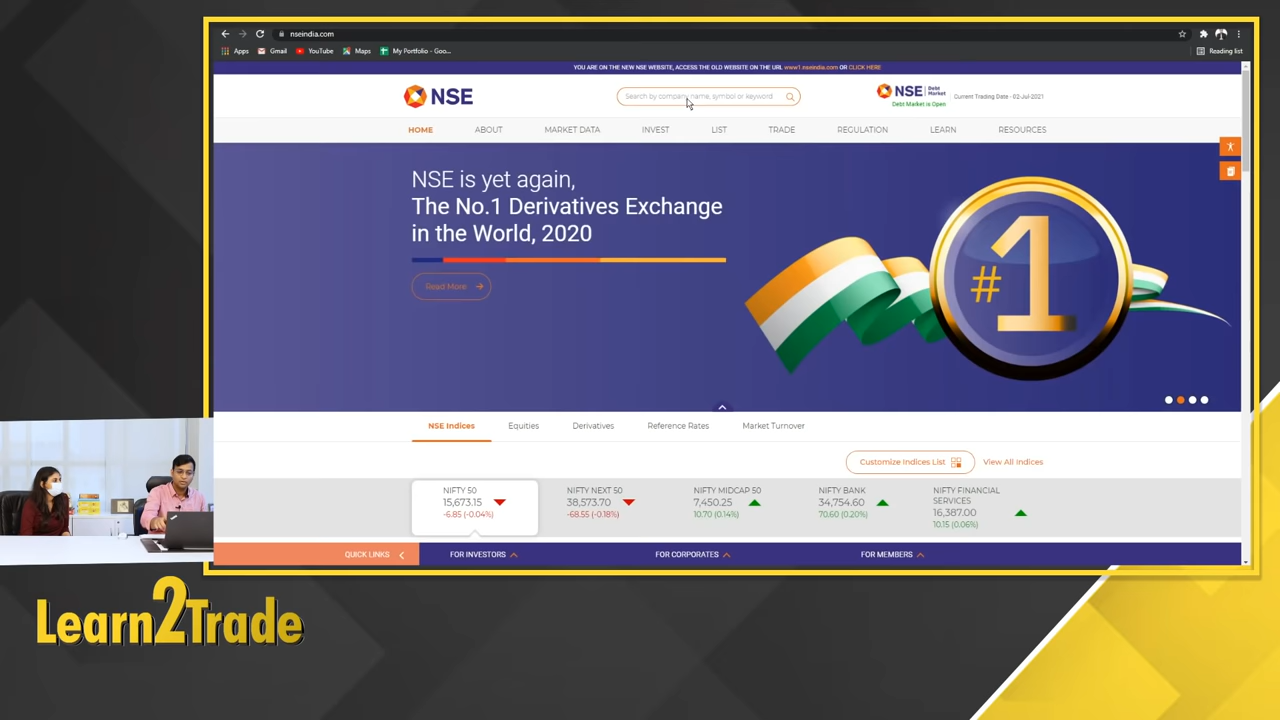 nseindia.com
Apps Gmail YouTube Maps My Portfolio - Goo... Reading list
YOU ARE ON THE NEW NSE WEBSITE, ACCESS THE OLD WEBSITE ON THE URL www1.nseindia.com OR CLICK HERE
NSE
Search by company name, symbol or keyword
NSE Debt Market
Debt Market is Open
Current Trading Date - 02-Jul-2021
HOME ABOUT MARKET DATA INVEST LIST TRADE REGULATION LEARN RESOURCES
NSE is yet again,
The No.1 Derivatives Exchange
in the World, 2020
Read More
#1
NSE Indices Equities Derivatives Reference Rates Market Turnover
Customize Indices List View All Indices
NIFTY 50
15,673.15
-6.85 (-0.04%)
NIFTY NEXT 50
38,573.70
-68.55 (-0.18%)
NIFTY MIDCAP 50
7,450.25
10.70 (0.14%)
NIFTY BANK
34,754.60
70.60 (0.20%)
NIFTY FINANCIAL
SERVICES
16,387.00
10.15 (0.06%)
QUICK LINKS FOR INVESTORS FOR CORPORATES FOR MEMBERS
Learn2Trade